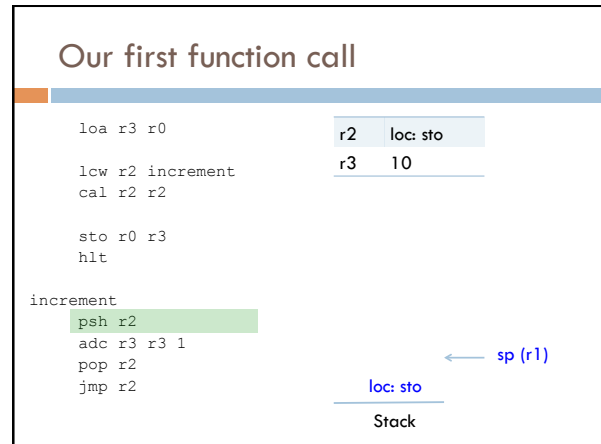 Our first function call
loa r3 r0
lcw r2 increment
cal r2 r2
sto r0 r3
hlt
increment
psh r2
adc r3 r3 1
pop r2
jmp r2
r2 loc: sto
r3 10
sp (r1)
loc: sto
Stack